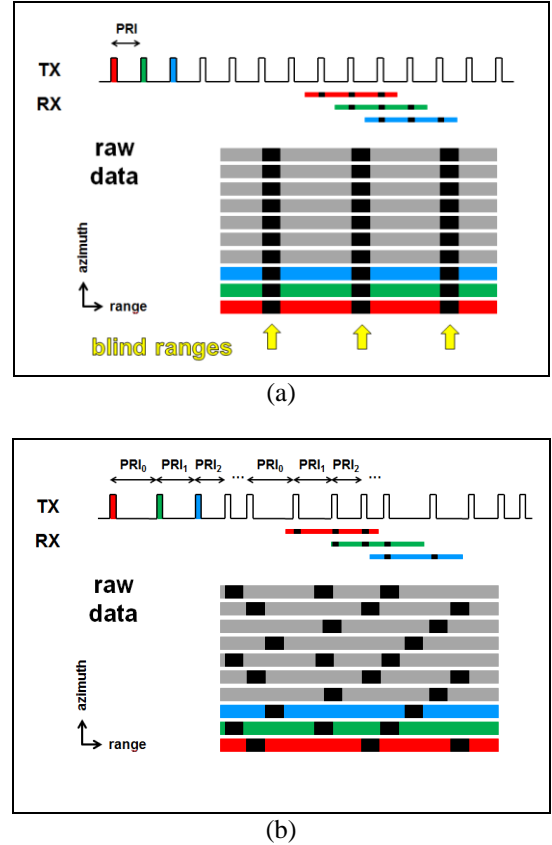 PRI
TX
RX
raw
data
azimuth
range
blind ranges
(a)
PRI₀ PRI₁ PRI₂ ... PRI₀ PRI₁ PRI₂ ...
TX
RX
raw
data
azimuth
range
(b)